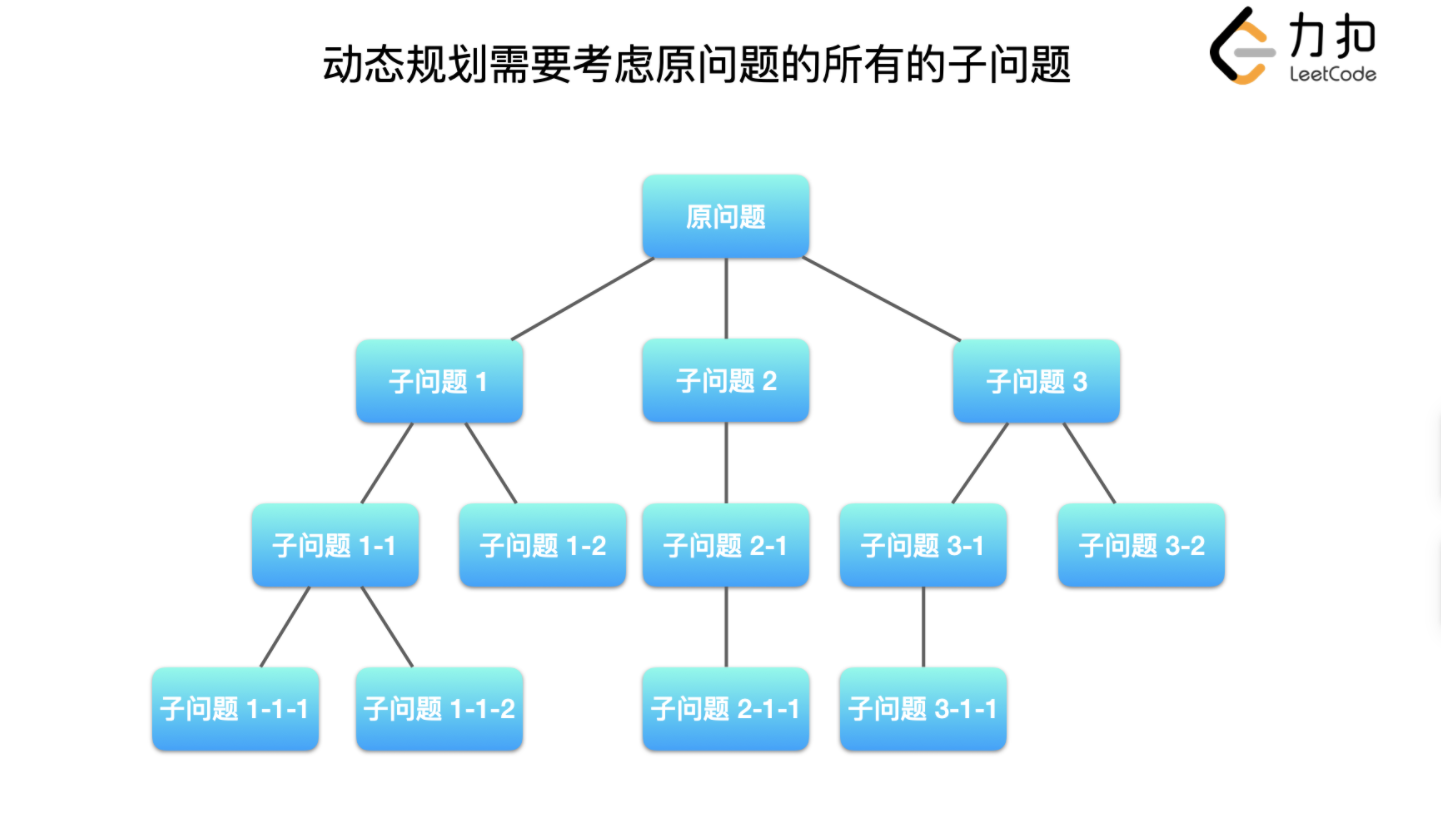 动态规划需要考虑原问题的所有的子问题
力扣
LeetCode
原问题
子问题 1
子问题 2
子问题 3
子问题 1-1
子问题 1-2
子问题 2-1
子问题 3-1
子问题 3-2
子问题 1-1-1
子问题 1-1-2
子问题 2-1-1
子问题 3-1-1